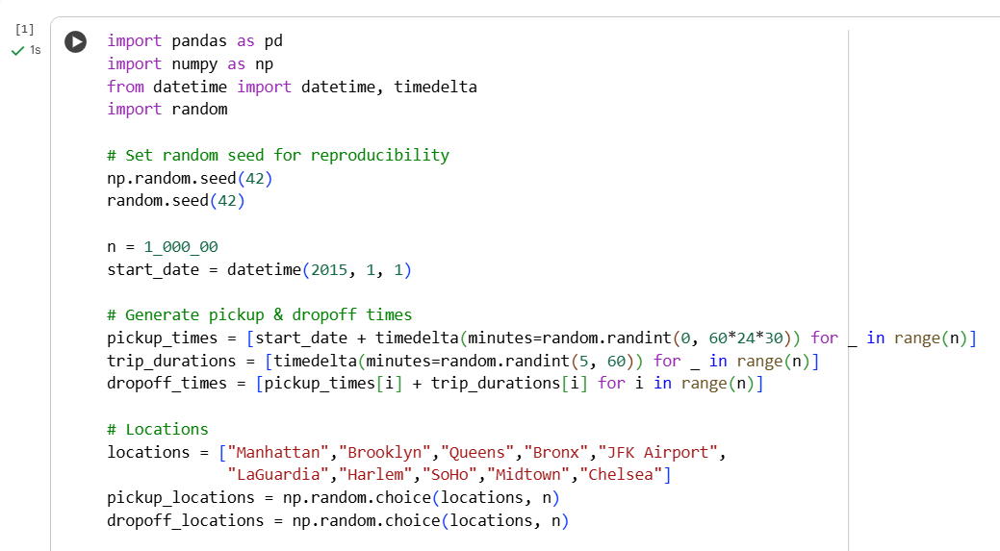 [1]
1s
import pandas as pd
import numpy as np
from datetime import datetime, timedelta
import random
# Set random seed for reproducibility
np.random.seed(42)
random.seed(42)
n = 1_000_00
start_date = datetime(2015, 1, 1)
# Generate pickup & dropoff times
pickup_times = [start_date + timedelta(minutes=random.randint(0, 60*24*30)) for _ in range(n)]
trip_durations = [timedelta(minutes=random.randint(5, 60)) for _ in range(n)]
dropoff_times = [pickup_times[i] + trip_durations[i] for i in range(n)]
# Locations
locations = ["Manhattan","Brooklyn","Queens","Bronx","JFK Airport",
"LaGuardia","Harlem","SoHo","Midtown","Chelsea"]
pickup_locations = np.random.choice(locations, n)
dropoff_locations = np.random.choice(locations, n)